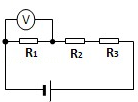 V
R₁ R₂ R₃